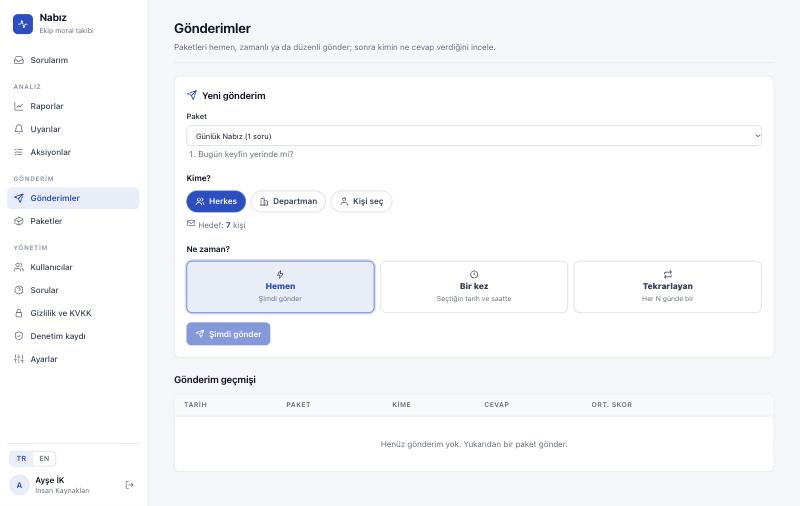 Nabız
Ekip moral takibi
Sorularım
ANALİZ
Raporlar
Uyarılar
Aksiyonlar
GÖNDERİM
Gönderimler
Paketler
YÖNETİM
Kullanıcılar
Sorular
Gizlilik ve KVKK
Denetim kaydı
Ayarlar
TR EN
A
Ayşe İK
İnsan Kaynakları
Gönderimler
Paketleri hemen, zamanlı ya da düzenli gönder; sonra kimin ne cevap verdiğini incele.
Yeni gönderim
Paket
Günlük Nabız (1 soru)
1. Bugün keyfin yerinde mi?
Kime?
Herkes Departman Kişi seç
Hedef: 7 kişi
Ne zaman?
Hemen Bir kez Tekrarlayan
Şimdi gönder Seçtiğin tarih ve saatte Her N günde bir
Şimdi gönder
Gönderim geçmişi
TARİH PAKET KİME CEVAP ORT. SKOR
Henüz gönderim yok. Yukarıdan bir paket gönder.